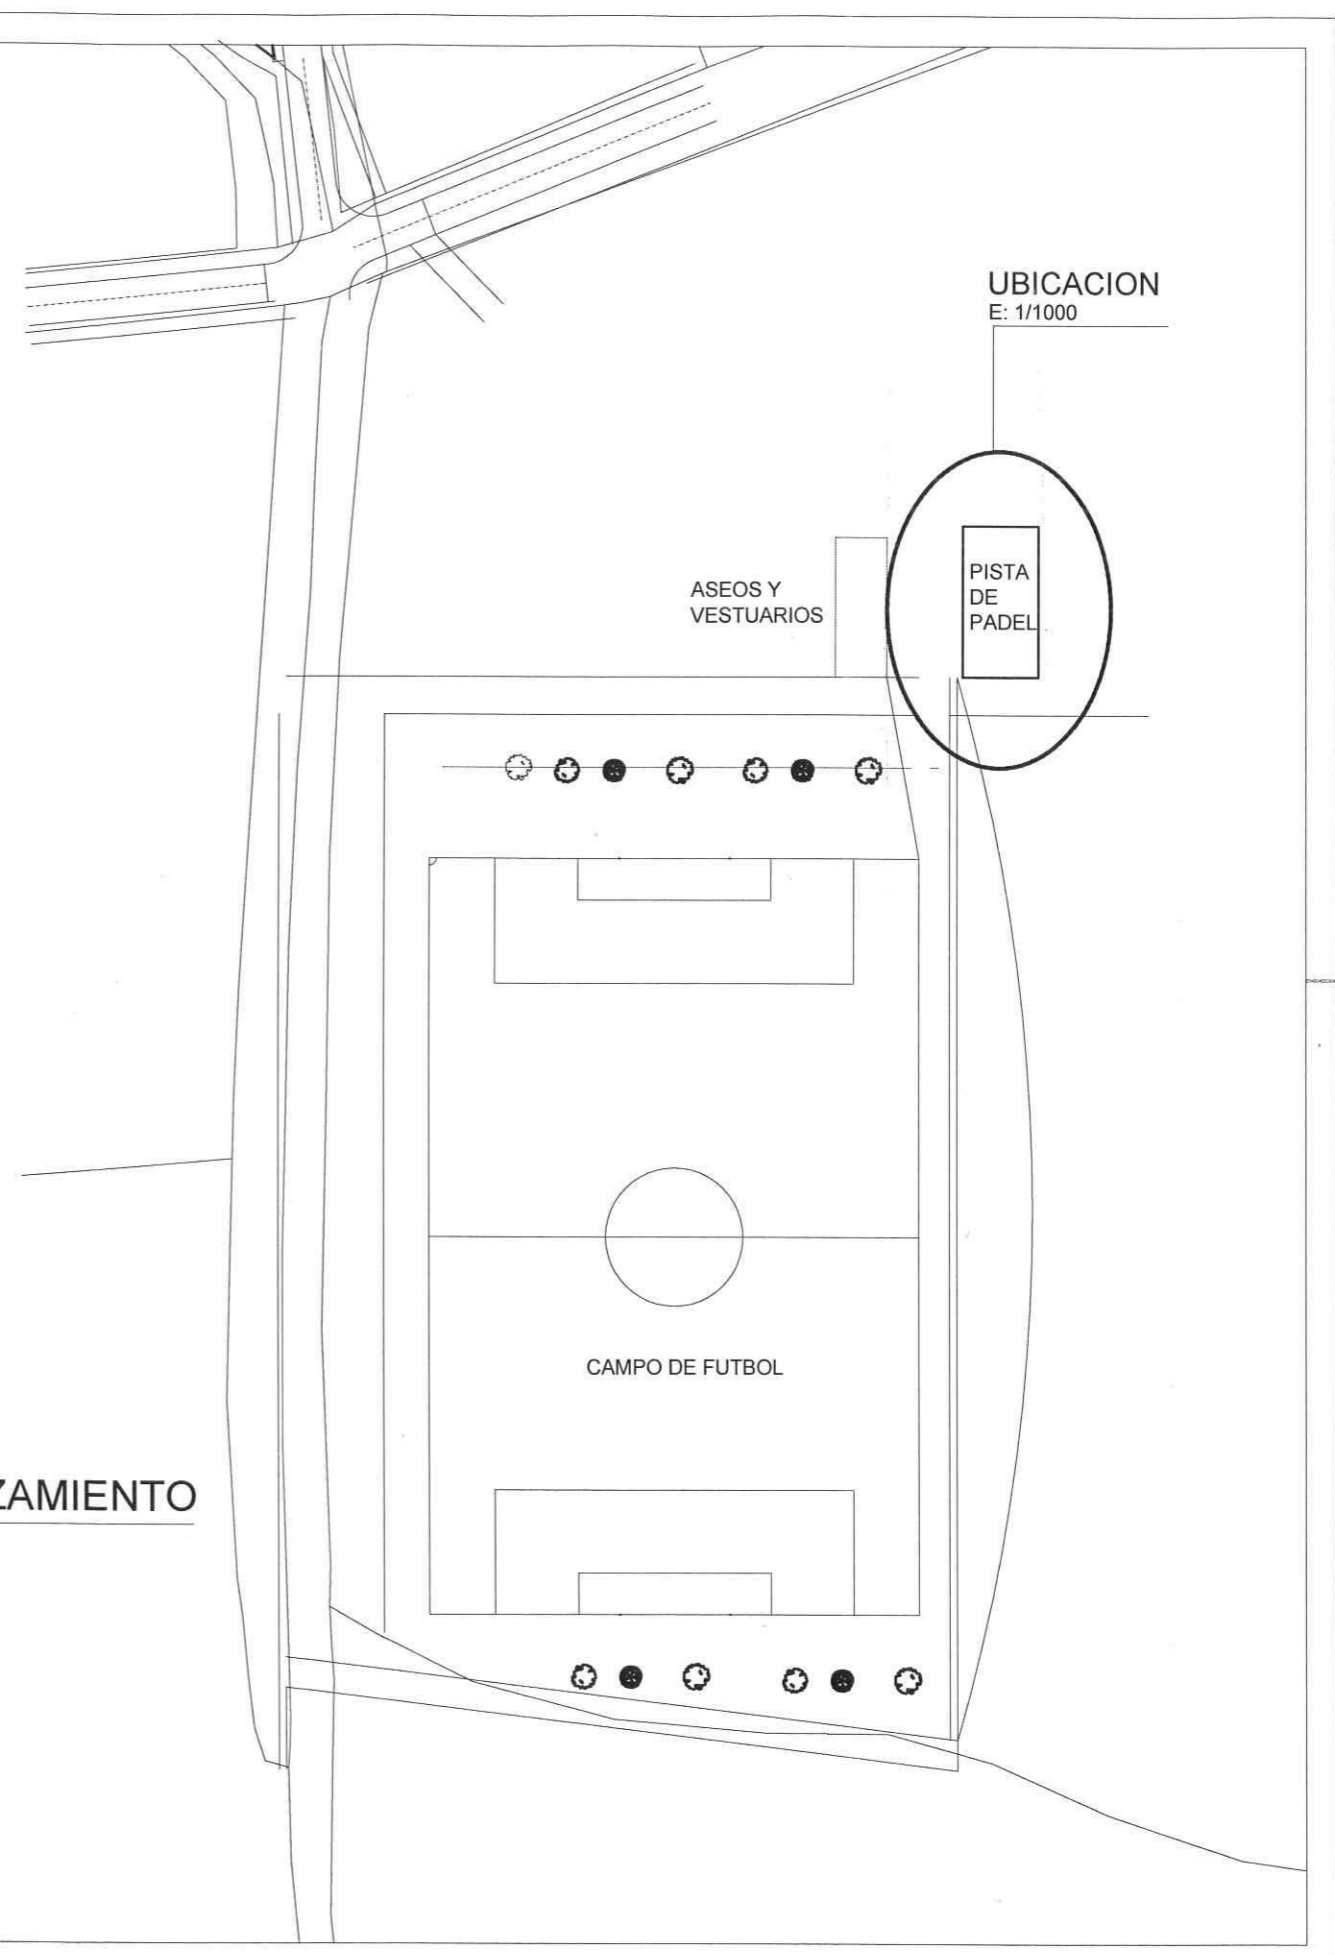 UBICACION
E: 1/1000
PISTA
DE
PADEL
ASEOS Y
VESTUARIOS
CAMPO DE FUTBOL
ZAMIENTO